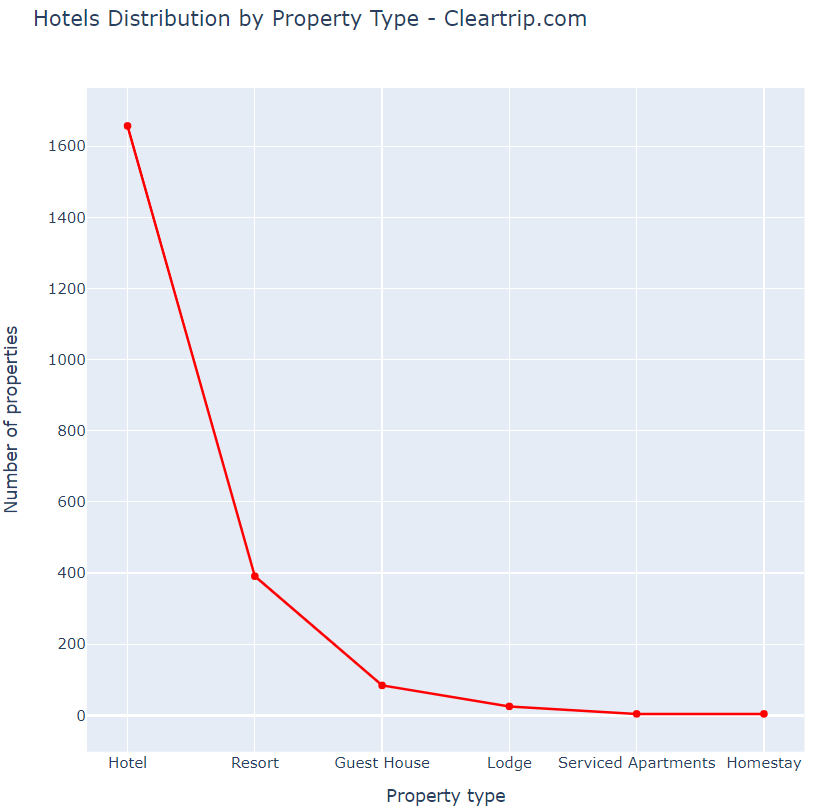 Hotels Distribution by Property Type - Cleartrip.com
Number of properties
1600
1400
1200
1000
800
600
400
200
0
Hotel Resort Guest House Lodge Serviced Apartments Homestay
Property type